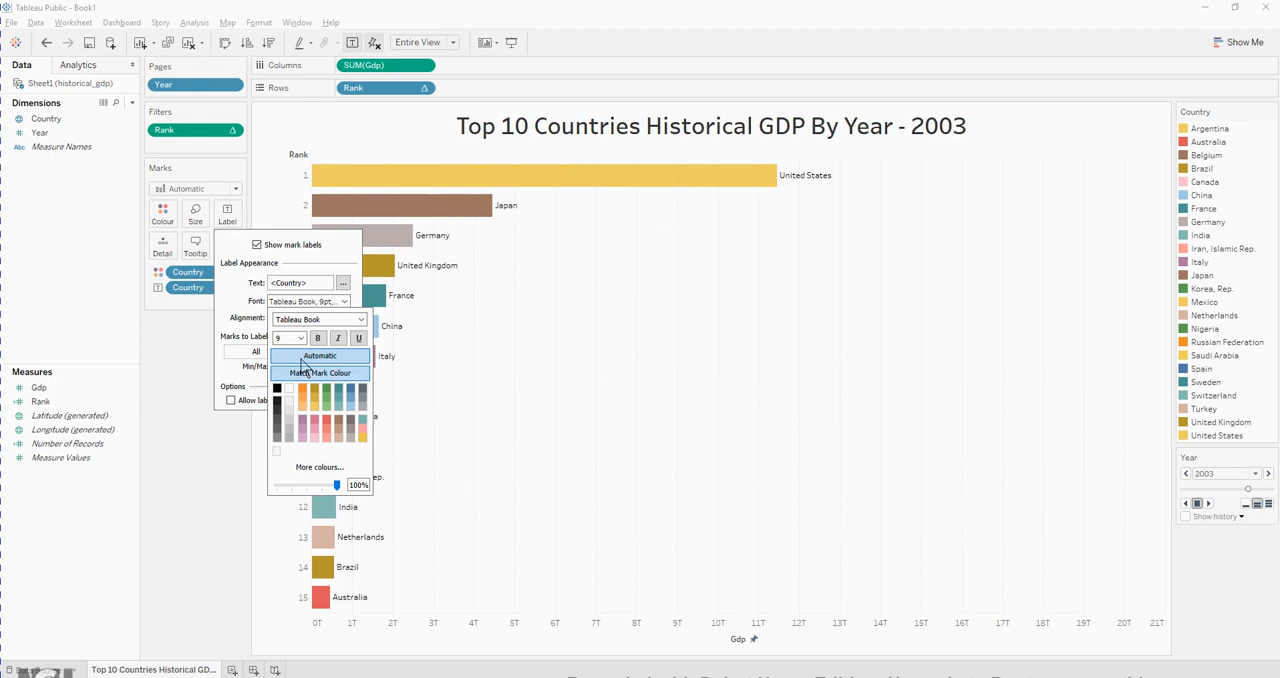 Tableau Public - Book1
File Data Worksheet Dashboard Story Analysis Map Format Window Help
Entire View
Show Me
Data Analytics
Sheet1 (historical_gdp)
Dimensions
Country
Year
Abc Measure Names
Measures
Gdp
Rank
Latitude (generated)
Longitude (generated)
Number of Records
Measure Values
Pages
Year
Filters
Rank
Marks
Automatic
Colour Size Label
Detail Tooltip
Country
Country
Columns SUM(Gdp)
Rows Rank
Top 10 Countries Historical GDP By Year - 2003
Rank
1 United States
2 Japan
Germany
United Kingdom
France
China
Italy
12 India
13 Netherlands
14 Brazil
15 Australia
0T 1T 2T 3T 4T 5T 6T 7T 8T 9T 10T 11T 12T 13T 14T 15T 16T 17T 18T 19T 20T 21T
Gdp
Show mark labels
Label Appearance
Text: <Country> ...
Font: Tableau Book, 9pt,...
Alignment:
Marks to Label
All
Min/Ma
Options
Allow lab
Tableau Book
9 B I U
Automatic
Mark Colour
More colours...
100%
Country
Argentina
Australia
Belgium
Brazil
Canada
China
France
Germany
India
Iran, Islamic Rep.
Italy
Japan
Korea, Rep.
Mexico
Netherlands
Nigeria
Russian Federation
Saudi Arabia
Spain
Sweden
Switzerland
Turkey
United Kingdom
United States
Year
2003
Show history
Top 10 Countries Historical GD...